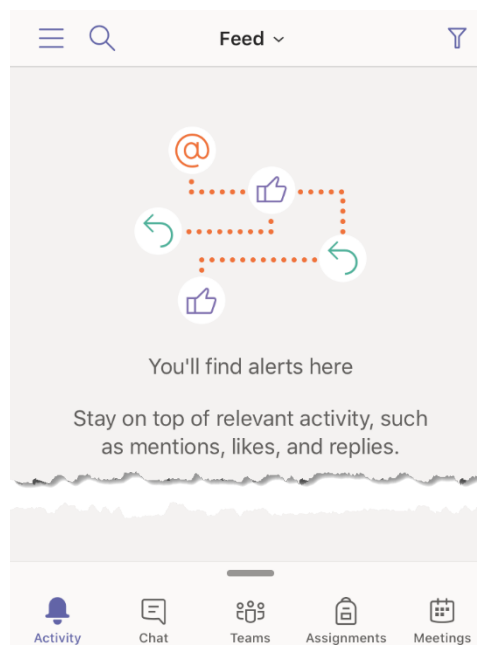 Feed
@
You'll find alerts here
Stay on top of relevant activity, such
as mentions, likes, and replies.
Activity Chat Teams Assignments Meetings